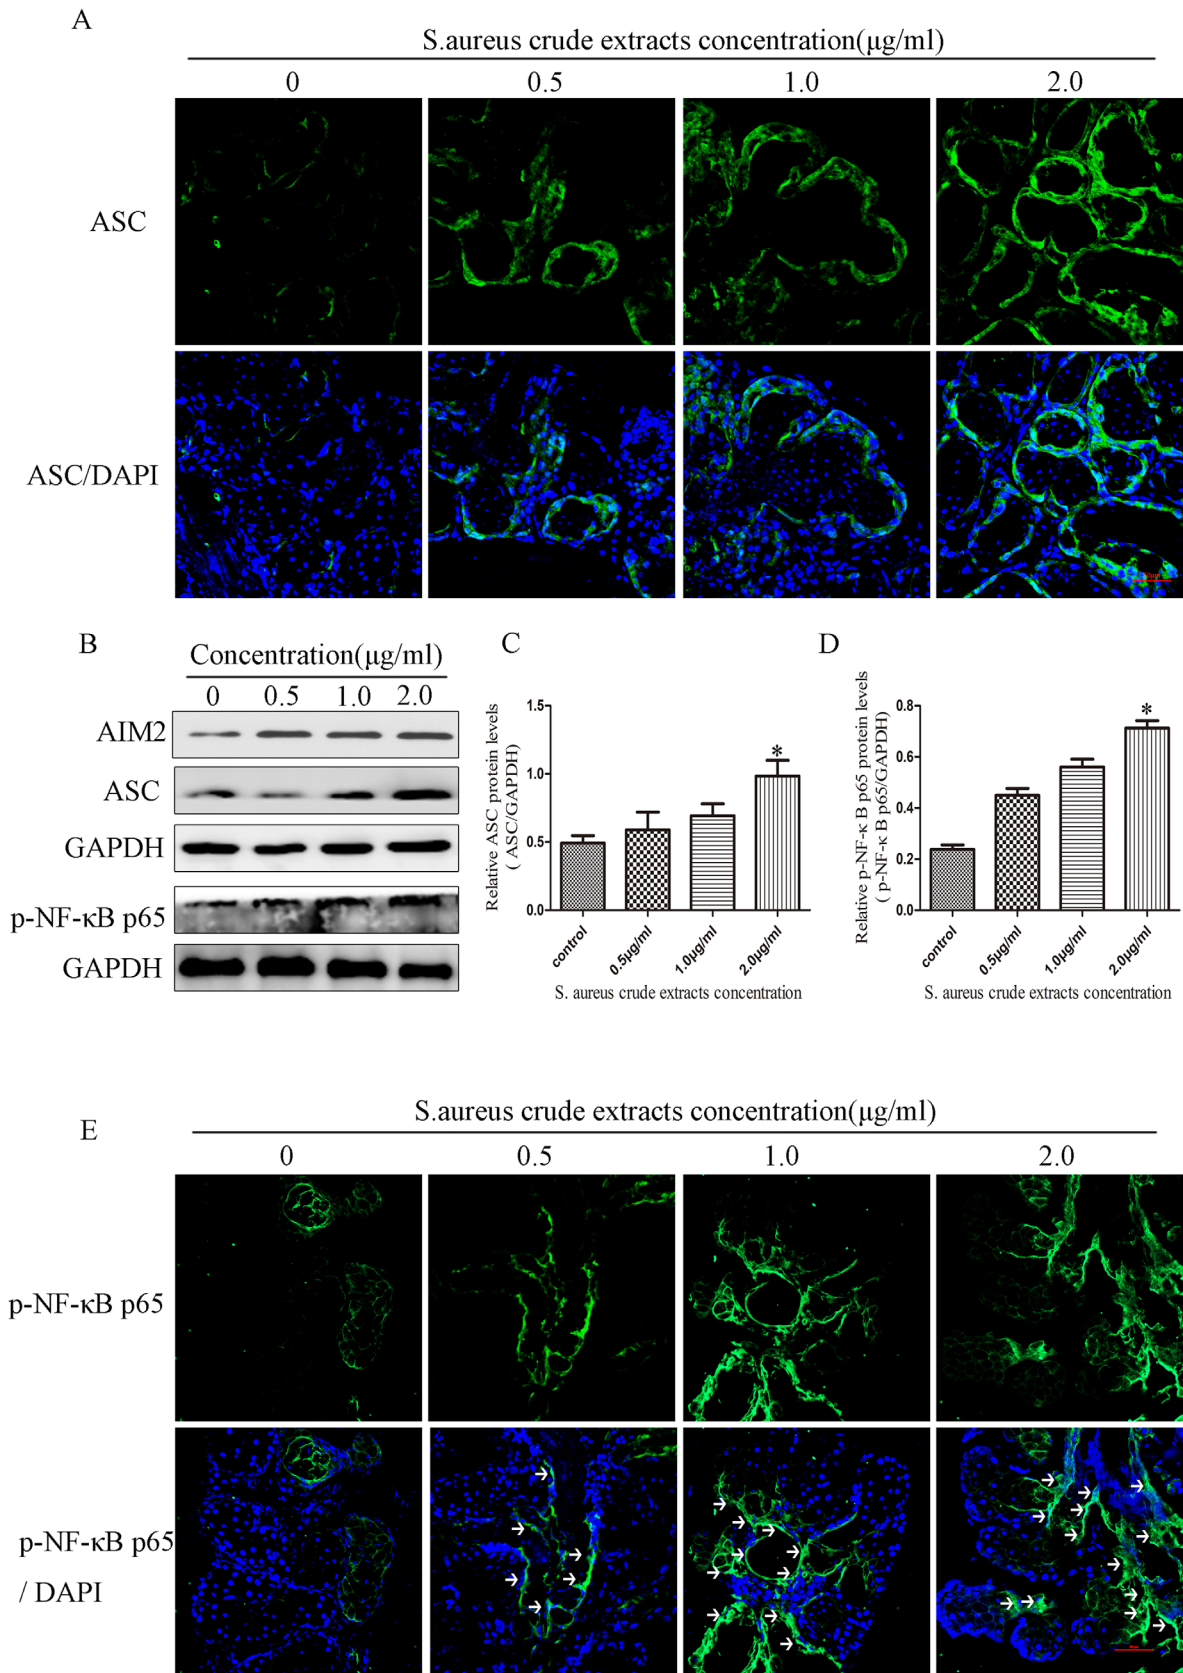 A
S.aureus crude extracts concentration(μg/ml)
0 0.5 1.0 2.0
ASC
ASC/DAPI
B
Concentration(μg/ml)
0 0.5 1.0 2.0
AIM2
ASC
GAPDH
p-NF-κB p65
GAPDH
C
Relative ASC protein levels
( ASC/GAPDH)
1.5
1.0
0.5
0.0
*
control 0.5μg/ml 1.0μg/ml 2.0μg/ml
S. aureus crude extracts concentration
D
Relative p-NF-κ B p65 protein levels
( p-NF-κ B p65/GAPDH)
0.8
0.6
0.4
0.2
0.0
*
control 0.5μg/ml 1.0μg/ml 2.0μg/ml
S. aureus crude extracts concentration
E
S.aureus crude extracts concentration(μg/ml)
0 0.5 1.0 2.0
p-NF-κB p65
p-NF-κB p65
/ DAPI